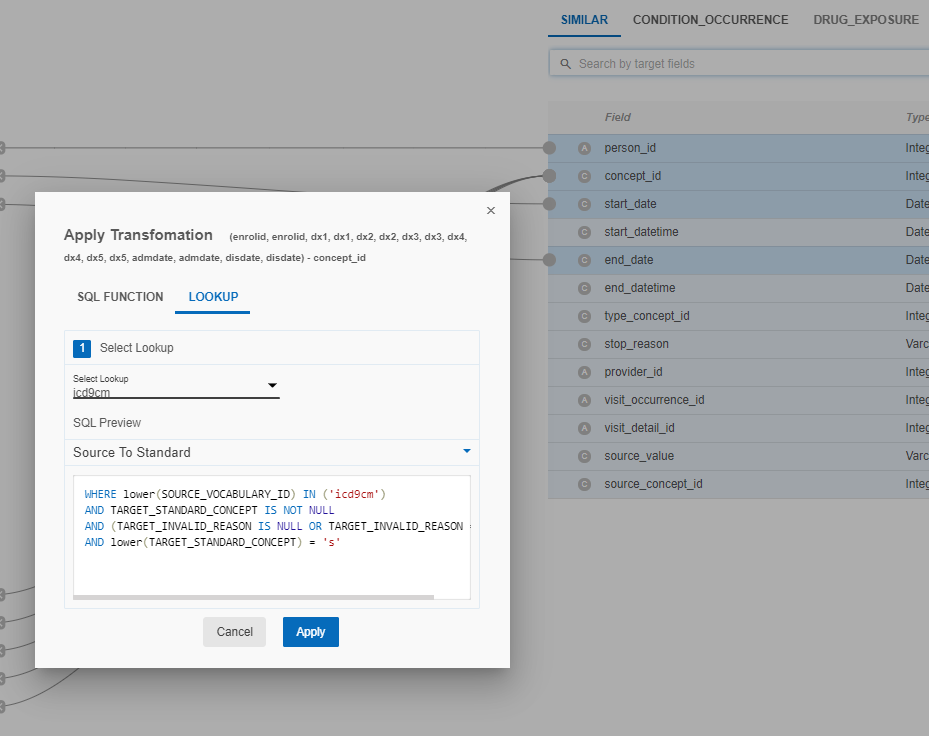 SIMILAR CONDITION_OCCURRENCE DRUG_EXPOSURE
Search by target fields
Field Type
A person_id Integ
C concept_id Integ
C start_date Date
C start_datetime Date
C end_date Date
C end_datetime Date
C type_concept_id Integ
C stop_reason Varc
A provider_id Integ
A visit_occurrence_id Integ
A visit_detail_id Integ
C source_value Varc
C source_concept_id Integ
×
Apply Transfomation (enrolid, enrolid, dx1, dx1, dx2, dx2, dx3, dx3, dx4,
dx4, dx5, dx5, admdate, admdate, disdate, disdate) - concept_id
SQL FUNCTION LOOKUP
1 Select Lookup
Select Lookup
icd9cm
SQL Preview
Source To Standard
WHERE lower(SOURCE_VOCABULARY_ID) IN ('icd9cm')
AND TARGET_STANDARD_CONCEPT IS NOT NULL
AND (TARGET_INVALID_REASON IS NULL OR TARGET_INVALID_REASON =
AND lower(TARGET_STANDARD_CONCEPT) = 's'
Cancel Apply